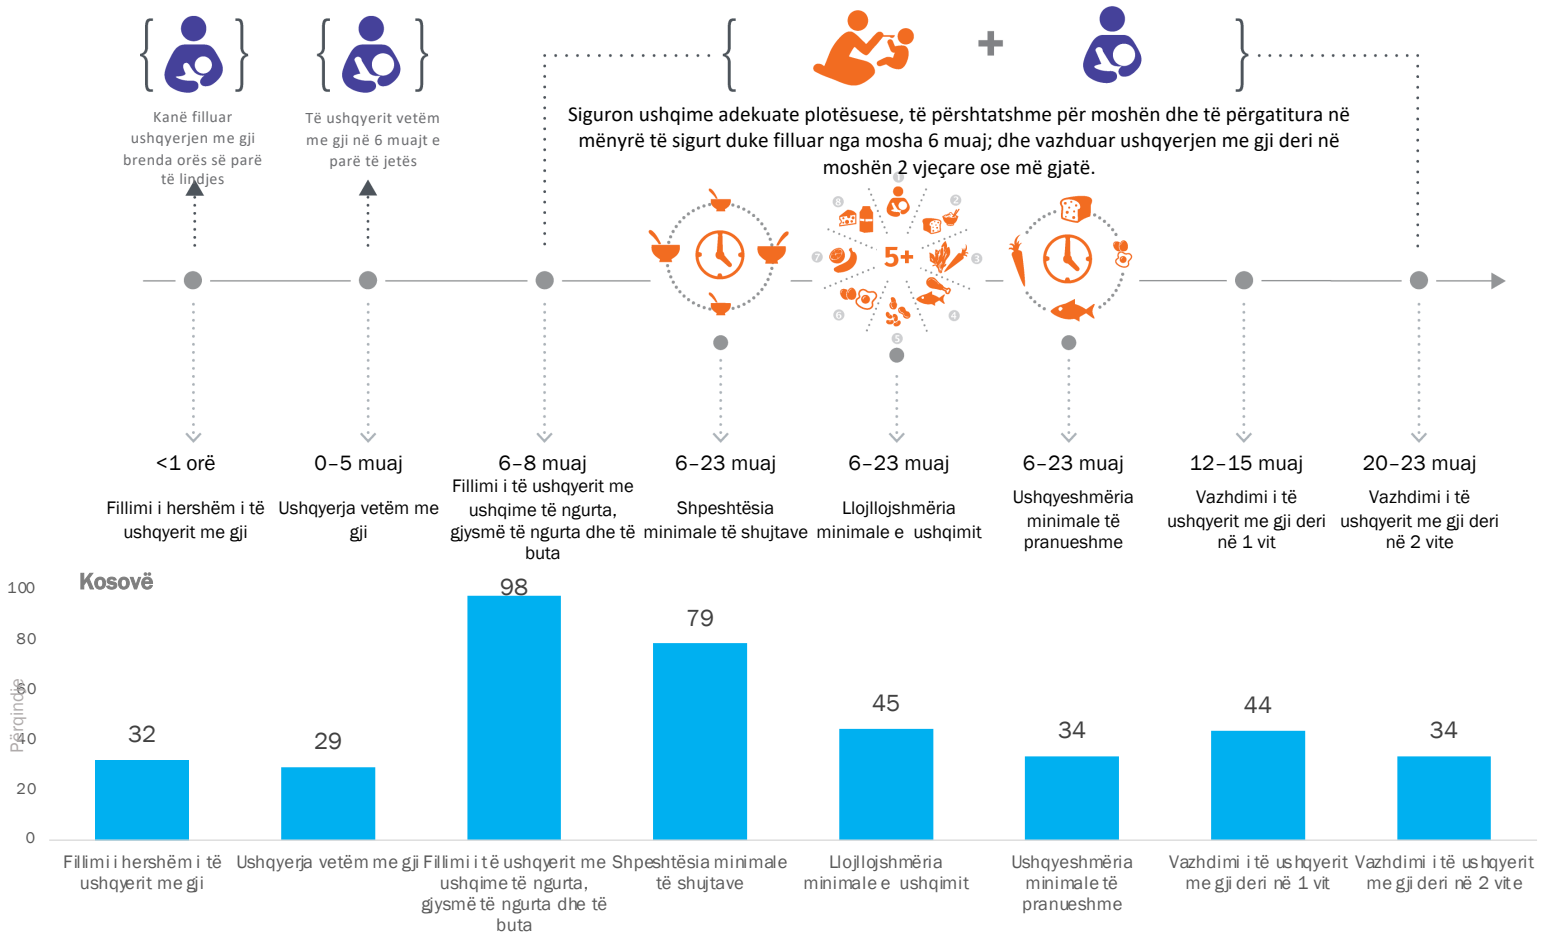 Kanë filluar
ushqyerjen me gji
brenda orës së parë
të lindjes
Të ushqyerit vetëm
me gji në 6 muajt e
parë të jetës
Siguron ushqime adekuate plotësuese, të përshtatshme për moshën dhe të përgatitura në
mënyrë të sigurt duke filluar nga mosha 6 muaj; dhe vazhduar ushqyerjen me gji deri në
moshën 2 vjeçare ose më gjatë.
1
2
3
4
5
6
7
8
5+
<1 orë
Fillimi i hershëm i të
ushqyerit me gji
0–5 muaj
Ushqyerja vetëm me
gji
6–8 muaj
Fillimi i të ushqyerit me
ushqime të ngurta,
gjysmë të ngurta dhe të
buta
6–23 muaj
Shpeshtësia
minimale të shujtave
6–23 muaj
Llojllojshmëria
minimale e ushqimit
6–23 muaj
Ushqyeshmëria
minimale të
pranueshme
12–15 muaj
Vazhdimi i të
ushqyerit me gji deri
në 1 vit
20–23 muaj
Vazhdimi i të
ushqyerit me gji deri
në 2 vite
Kosovë
Përqindje
100
80
60
40
20
0
32
29
98
79
45
34
44
34
Fillimi i hershëm i të
ushqyerit me gji
Ushqyerja vetëm me gji
Fillimi i të ushqyerit me
ushqime të ngurta,
gjysmë të ngurta dhe të
buta
Shpeshtësia minimale
të shujtave
Llojllojshmëria
minimale e ushqimit
Ushqyeshmëria
minimale të
pranueshme
Vazhdimi i të ushqyerit
me gji deri në 1 vit
Vazhdimi i të ushqyerit
me gji deri në 2 vite